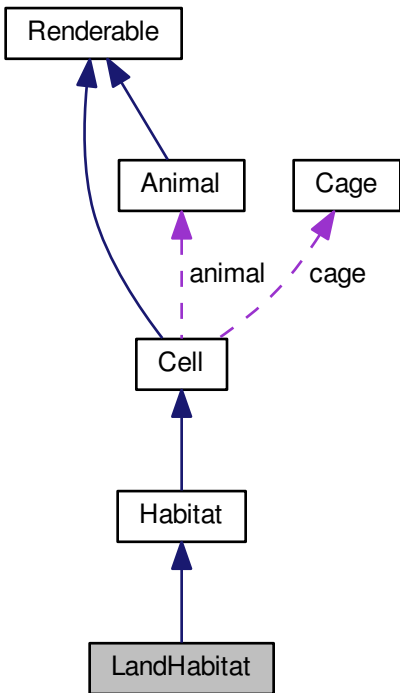 Renderable
Animal
Cage
animal
cage
Cell
Habitat
LandHabitat